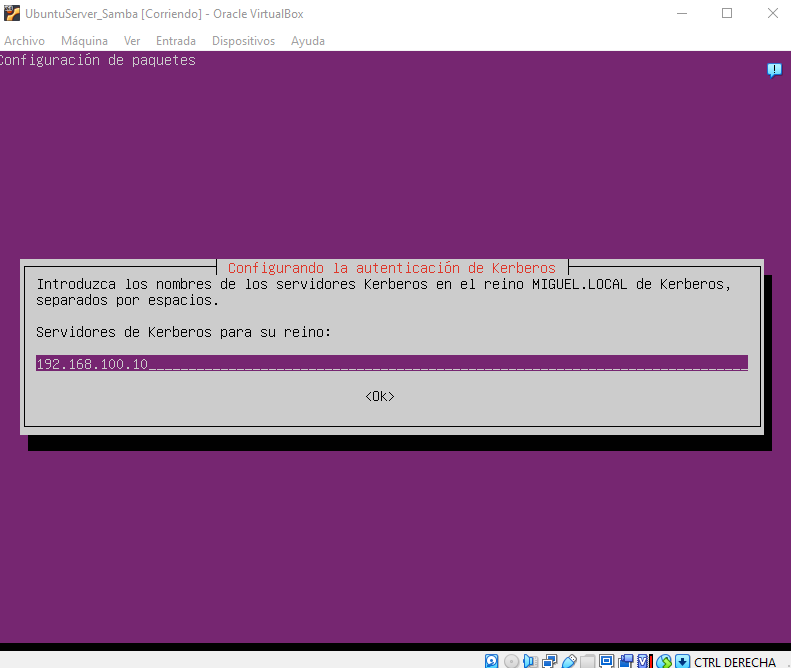 UbuntuServer_Samba [Corriendo] - Oracle VirtualBox
Archivo Máquina Ver Entrada Dispositivos Ayuda
Configuración de paquetes
Configurando la autenticación de Kerberos
Introduzca los nombres de los servidores Kerberos en el reino MIGUEL.LOCAL de Kerberos,
separados por espacios.
Servidores de Kerberos para su reino:
192.168.100.10
<Ok>
CTRL DERECHA